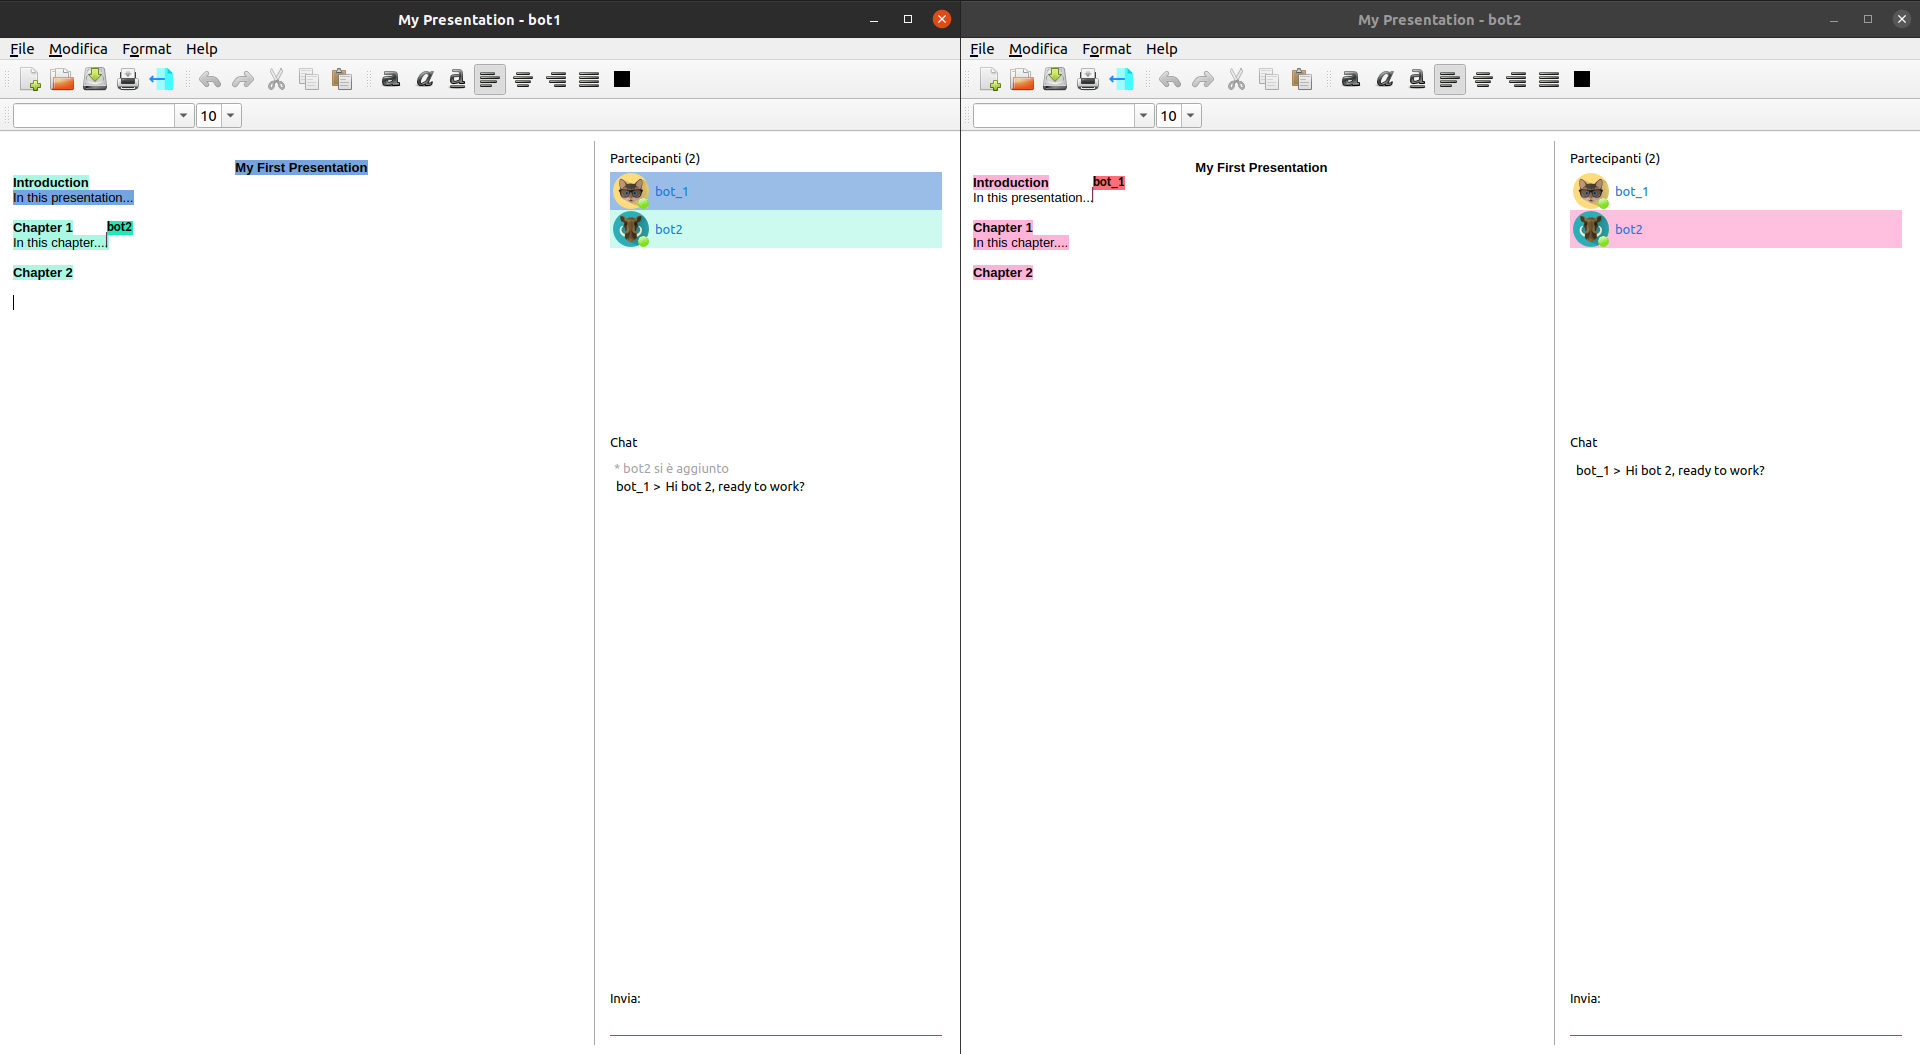 My Presentation - bot1
File Modifica Format Help
a a a
10
My First Presentation
Introduction
In this presentation...
Chapter 1 bot2
In this chapter....
Chapter 2
Partecipanti (2)
bot_1
bot2
Chat
* bot2 si è aggiunto
bot_1 > Hi bot 2, ready to work?
Invia:
My Presentation - bot2
File Modifica Format Help
a a a
10
My First Presentation
Introduction bot_1
In this presentation...
Chapter 1
In this chapter....
Chapter 2
Partecipanti (2)
bot_1
bot2
Chat
bot_1 > Hi bot 2, ready to work?
Invia: